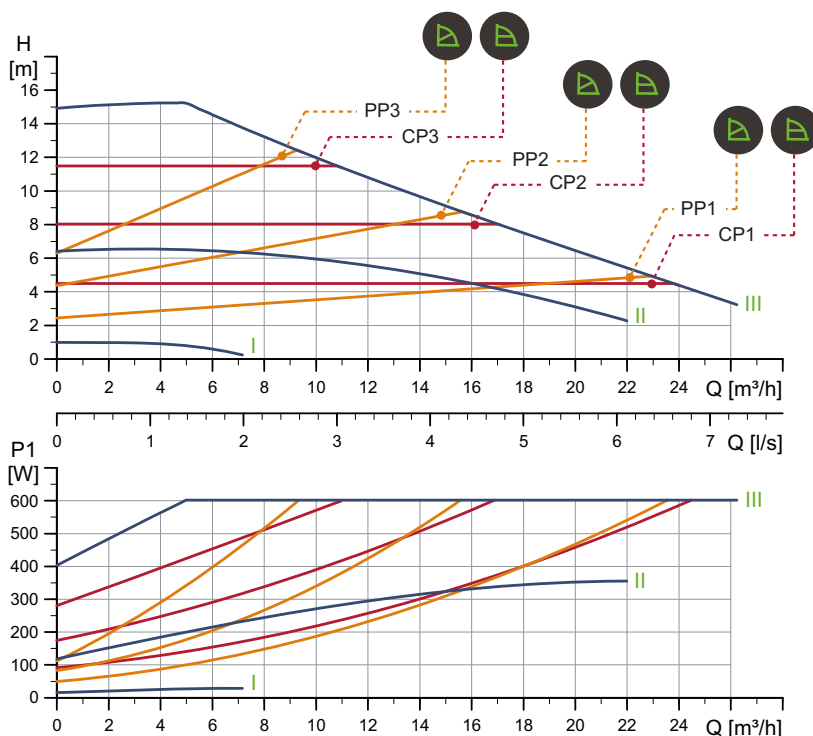 H
[m]
16
14
12
10
8
6
4
2
0
PP3
CP3
PP2
CP2
PP1
CP1
III
II
I
0 2 4 6 8 10 12 14 16 18 20 22 24 Q [m³/h]
0 1 2 3 4 5 6 7 Q [l/s]
P1
[W]
600
500
400
300
200
100
0
III
II
I
0 2 4 6 8 10 12 14 16 18 20 22 24 Q [m³/h]